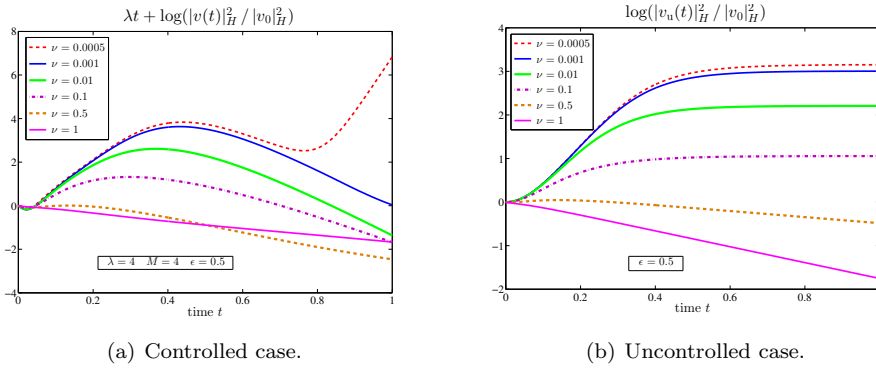 λt + log(|v(t)|²_H / |v₀|²_H)
8
6
4
2
0
−2
−4
ν = 0.0005
ν = 0.001
ν = 0.01
ν = 0.1
ν = 0.5
ν = 1
λ = 4 M = 4 ϵ = 0.5
0 0.2 0.4 0.6 0.8 1
time t
(a) Controlled case.
log(|v_u(t)|²_H / |v₀|²_H)
4
3
2
1
0
−1
−2
ν = 0.0005
ν = 0.001
ν = 0.01
ν = 0.1
ν = 0.5
ν = 1
ϵ = 0.5
0 0.2 0.4 0.6 0.8
time t
(b) Uncontrolled case.